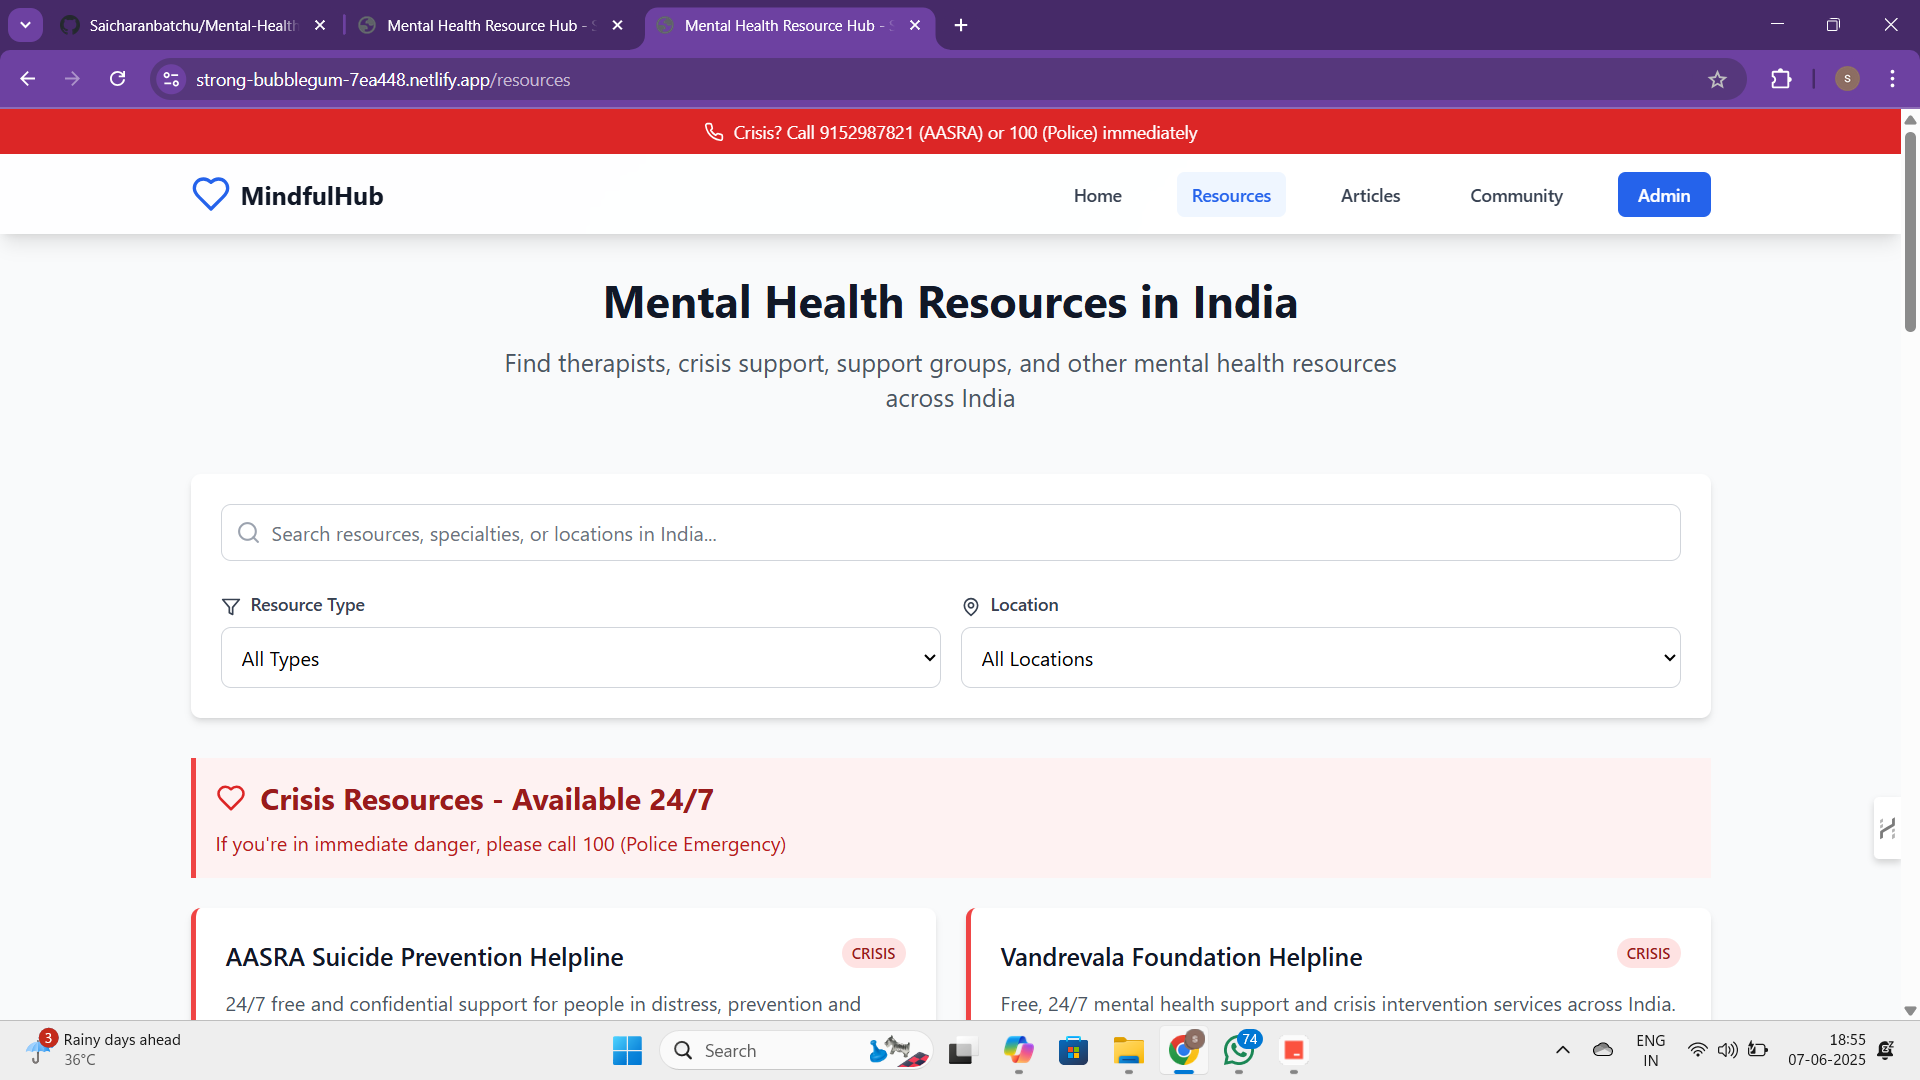 Saicharanbatchu/Mental-Health
Mental Health Resource Hub -
Mental Health Resource Hub -
strong-bubblegum-7ea448.netlify.app/resources
S
Crisis? Call 9152987821 (AASRA) or 100 (Police) immediately
MindfulHub
Home
Resources
Articles
Community
Admin
Mental Health Resources in India
Find therapists, crisis support, support groups, and other mental health resources
across India
Search resources, specialties, or locations in India...
Resource Type
Location
All Types
All Locations
Crisis Resources - Available 24/7
If you're in immediate danger, please call 100 (Police Emergency)
AASRA Suicide Prevention Helpline
CRISIS
24/7 free and confidential support for people in distress, prevention and
Vandrevala Foundation Helpline
CRISIS
Free, 24/7 mental health support and crisis intervention services across India.
3
Rainy days ahead
36°C
Search
S
74
ENG
IN
18:55
07-06-2025